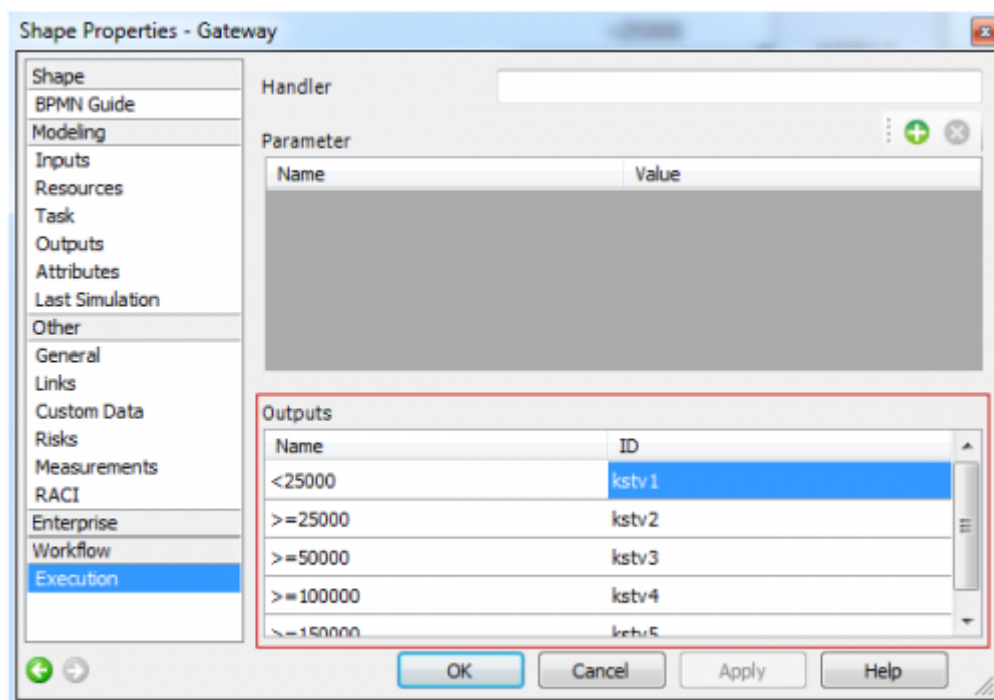 Shape Properties - Gateway
Shape
BPMN Guide
Modeling
Inputs
Resources
Task
Outputs
Attributes
Last Simulation
Other
General
Links
Custom Data
Risks
Measurements
RACI
Enterprise
Workflow
Execution
Handler
Parameter
Name Value
Outputs
Name ID
<25000 kstv1
>=25000 kstv2
>=50000 kstv3
>=100000 kstv4
>=150000 kstv5
OK Cancel Apply Help